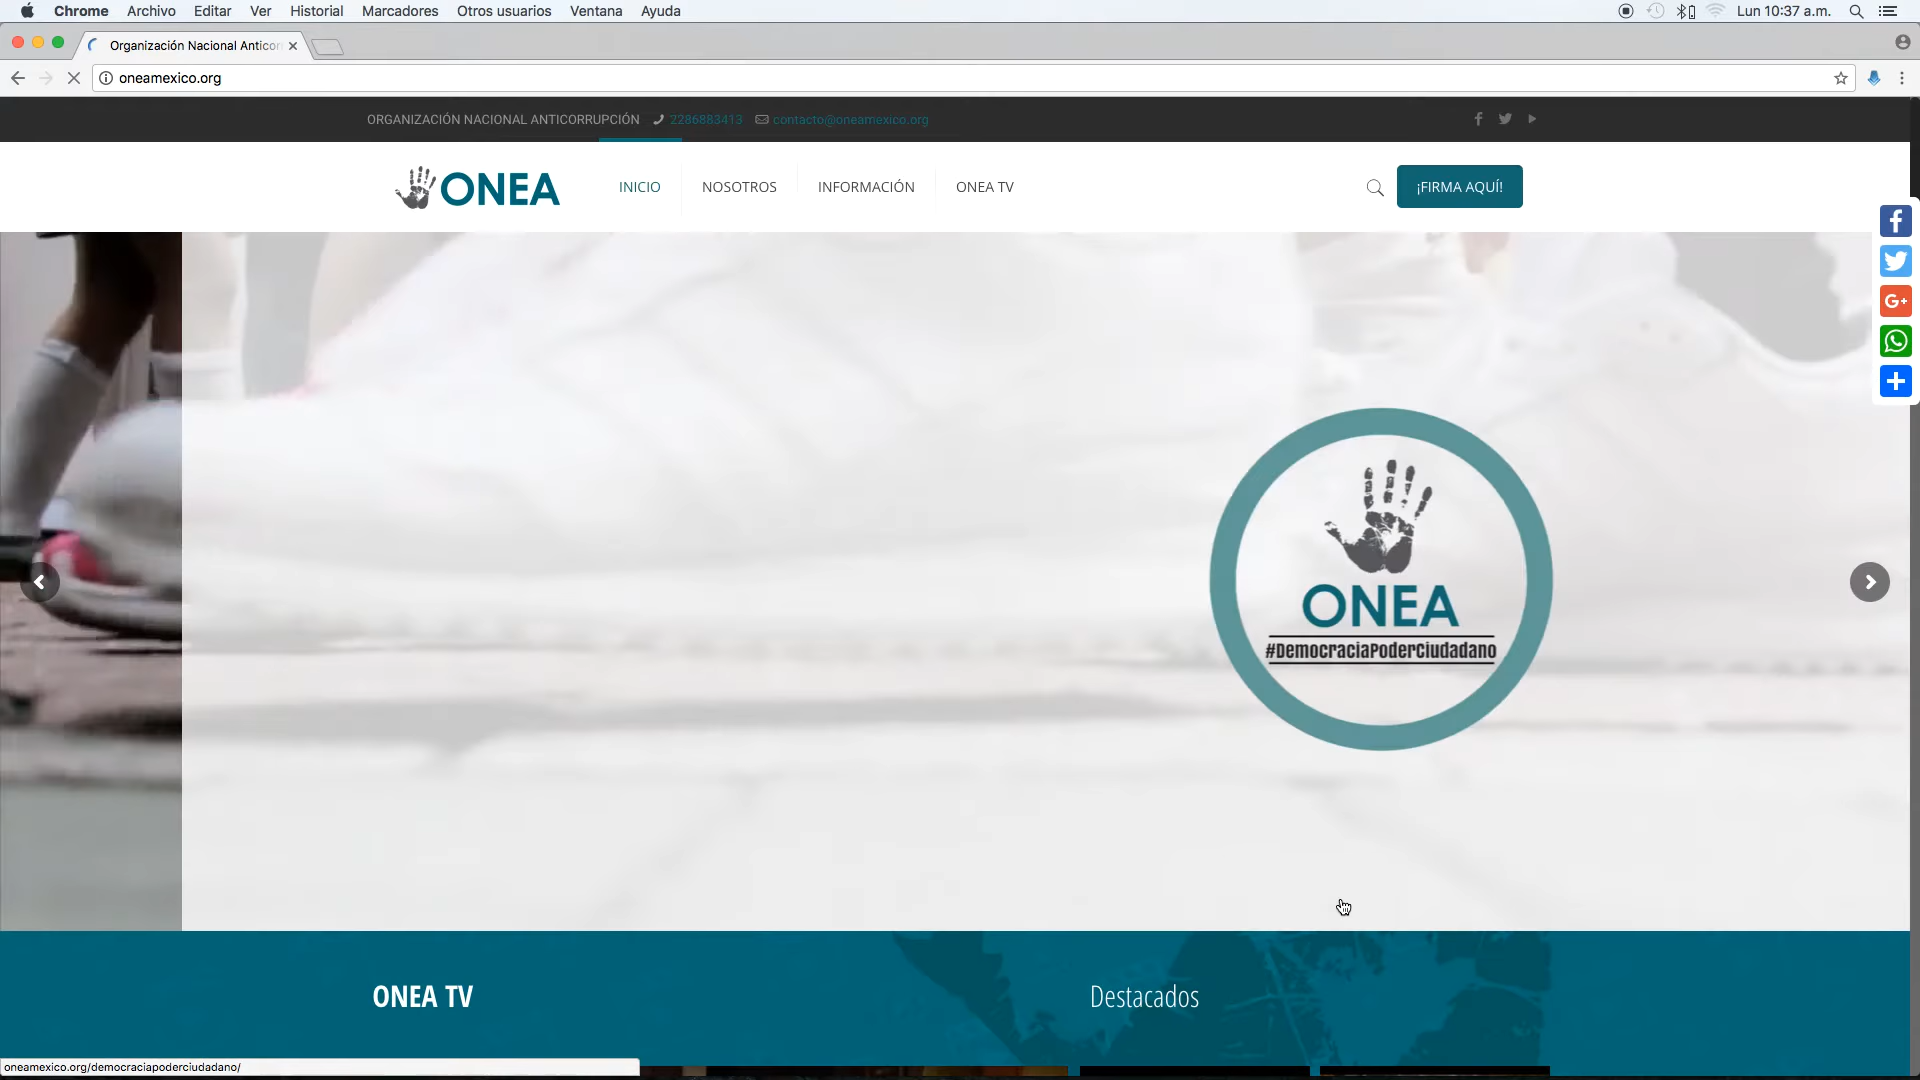 Chrome Archivo Editar Ver Historial Marcadores Otros usuarios Ventana Ayuda Lun 10:37 a.m.
Organización Nacional Anticor
oneamexico.org
ORGANIZACIÓN NACIONAL ANTICORRUPCIÓN 2286883413 contacto@oneamexico.org
ONEA INICIO NOSOTROS INFORMACIÓN ONEA TV ¡FIRMA AQUÍ!
ONEA
#DemocraciaPoderCiudadano
ONEA TV Destacados
oneamexico.org/democraciapoderciudadano/